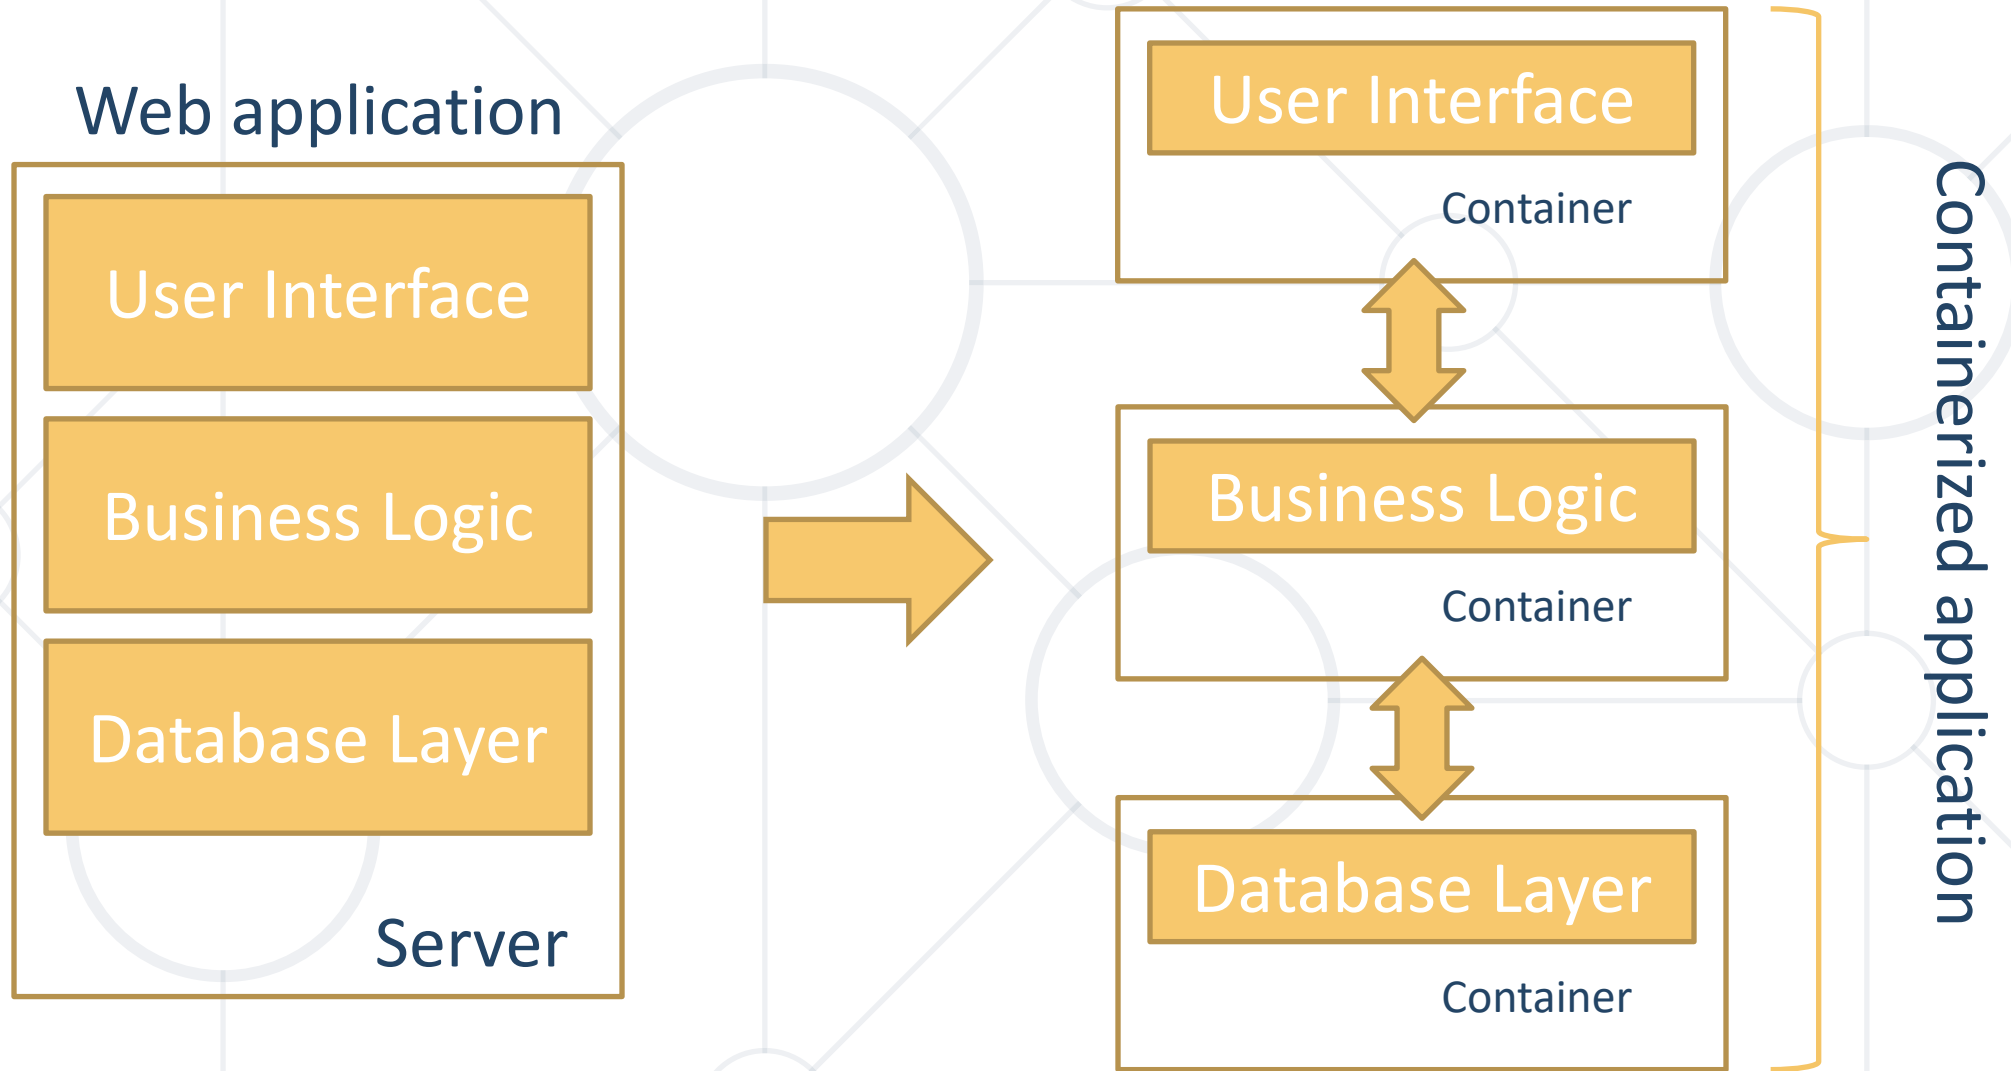 Web application
User Interface
Business Logic
Database Layer
Server
User Interface
Container
Business Logic
Container
Database Layer
Container
Containerized application